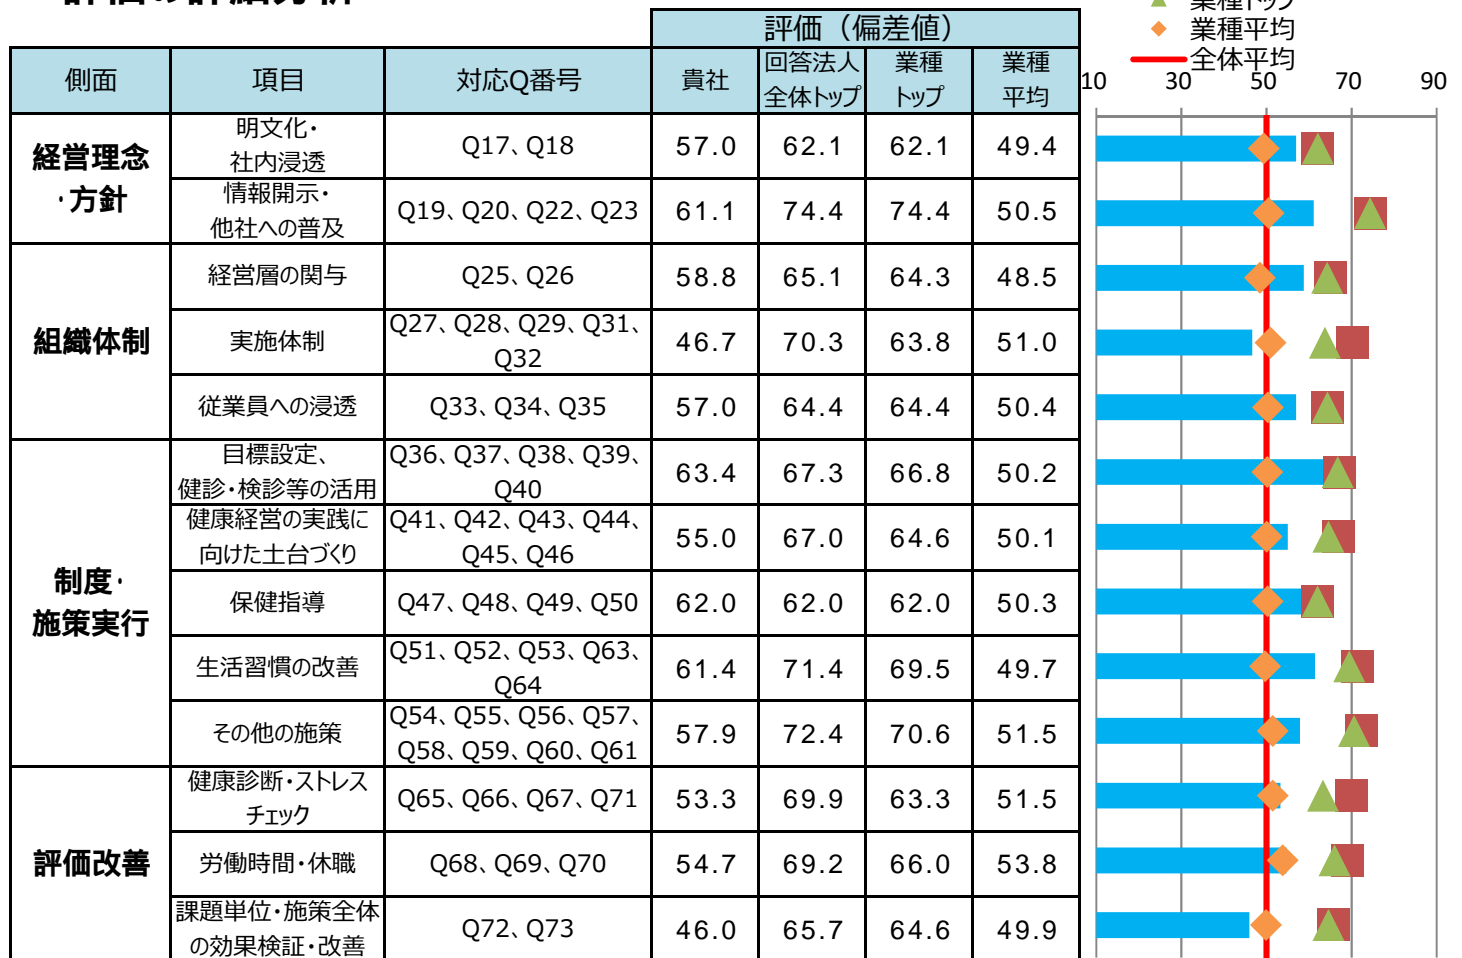 評価の詳細分析
業種トップ
業種平均
全体平均
評価（偏差値）
側面 項目 対応Q番号 貴社 回答法人 業種 業種
全体トップ トップ 平均
10 30 50 70 90
経営理念
・方針
明文化・
社内浸透
Q17、Q18 57.0 62.1 62.1 49.4
情報開示・
他社への普及
Q19、Q20、Q22、Q23 61.1 74.4 74.4 50.5
組織体制
経営層の関与 Q25、Q26 58.8 65.1 64.3 48.5
実施体制
Q27、Q28、Q29、Q31、
Q32
46.7 70.3 63.8 51.0
従業員への浸透 Q33、Q34、Q35 57.0 64.4 64.4 50.4
制度・
施策実行
目標設定、
健診・検診等の活用
Q36、Q37、Q38、Q39、
Q40
63.4 67.3 66.8 50.2
健康経営の実践に
向けた土台づくり
Q41、Q42、Q43、Q44、
Q45、Q46
55.0 67.0 64.6 50.1
保健指導 Q47、Q48、Q49、Q50 62.0 62.0 62.0 50.3
生活習慣の改善
Q51、Q52、Q53、Q63、
Q64
61.4 71.4 69.5 49.7
その他の施策
Q54、Q55、Q56、Q57、
Q58、Q59、Q60、Q61
57.9 72.4 70.6 51.5
評価改善
健康診断・ストレス
チェック
Q65、Q66、Q67、Q71 53.3 69.9 63.3 51.5
労働時間・休職 Q68、Q69、Q70 54.7 69.2 66.0 53.8
課題単位・施策全体
の効果検証・改善
Q72、Q73 46.0 65.7 64.6 49.9